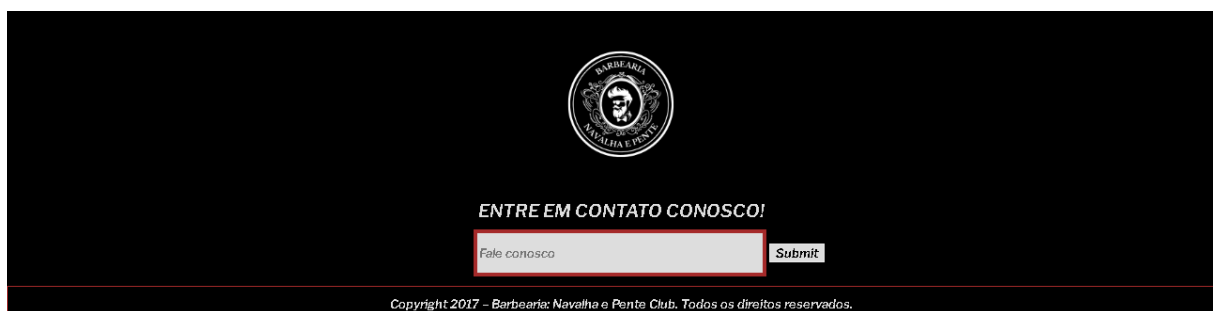 BARBEARIA
NAVALHA E PENTE
ENTRE EM CONTATO CONOSCO!
Fale conosco
Submit
Copyright 2017 – Barbearia: Navalha e Pente Club. Todos os direitos reservados.